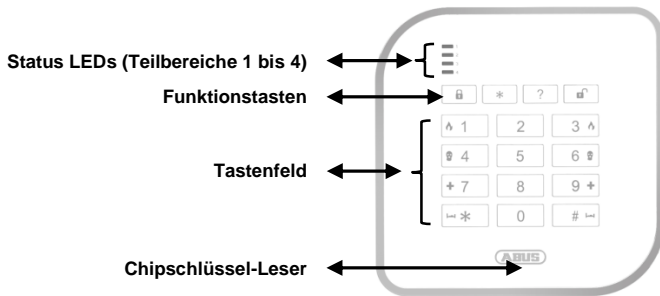 Status LEDs (Teilbereiche 1 bis 4)
Funktionstasten
* ?
Tastenfeld
1 2 3
4 5 6
7 8 9
* 0 #
Chipschlüssel-Leser
ABUS